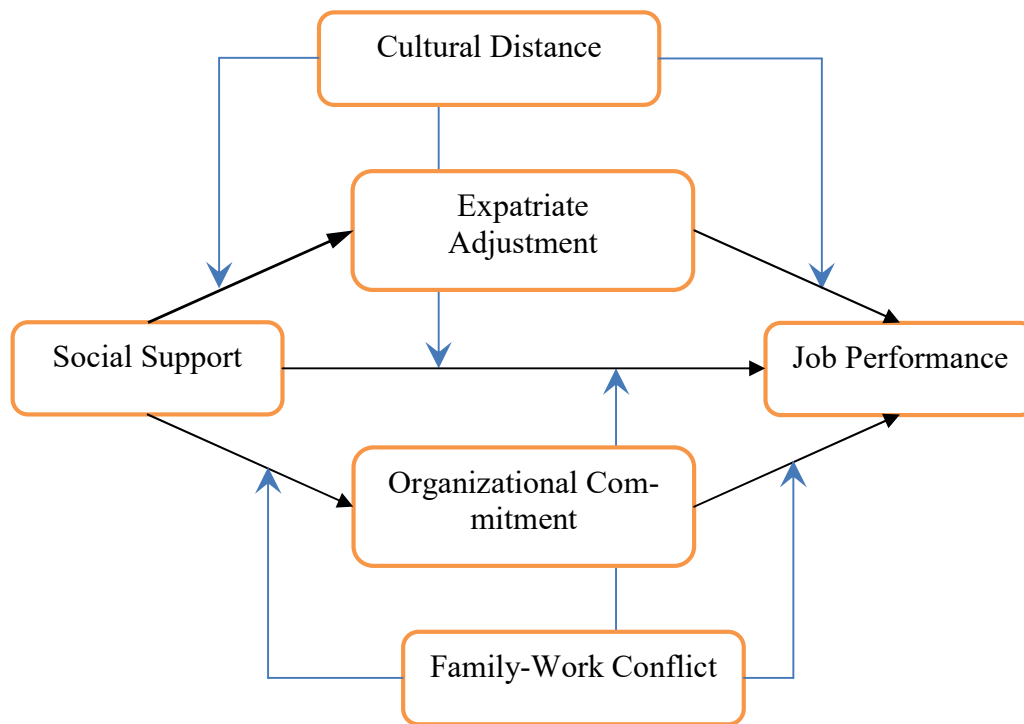 Cultural Distance
Expatriate
Adjustment
Social Support
Job Performance
Organizational Com-
mitment
Family-Work Conflict